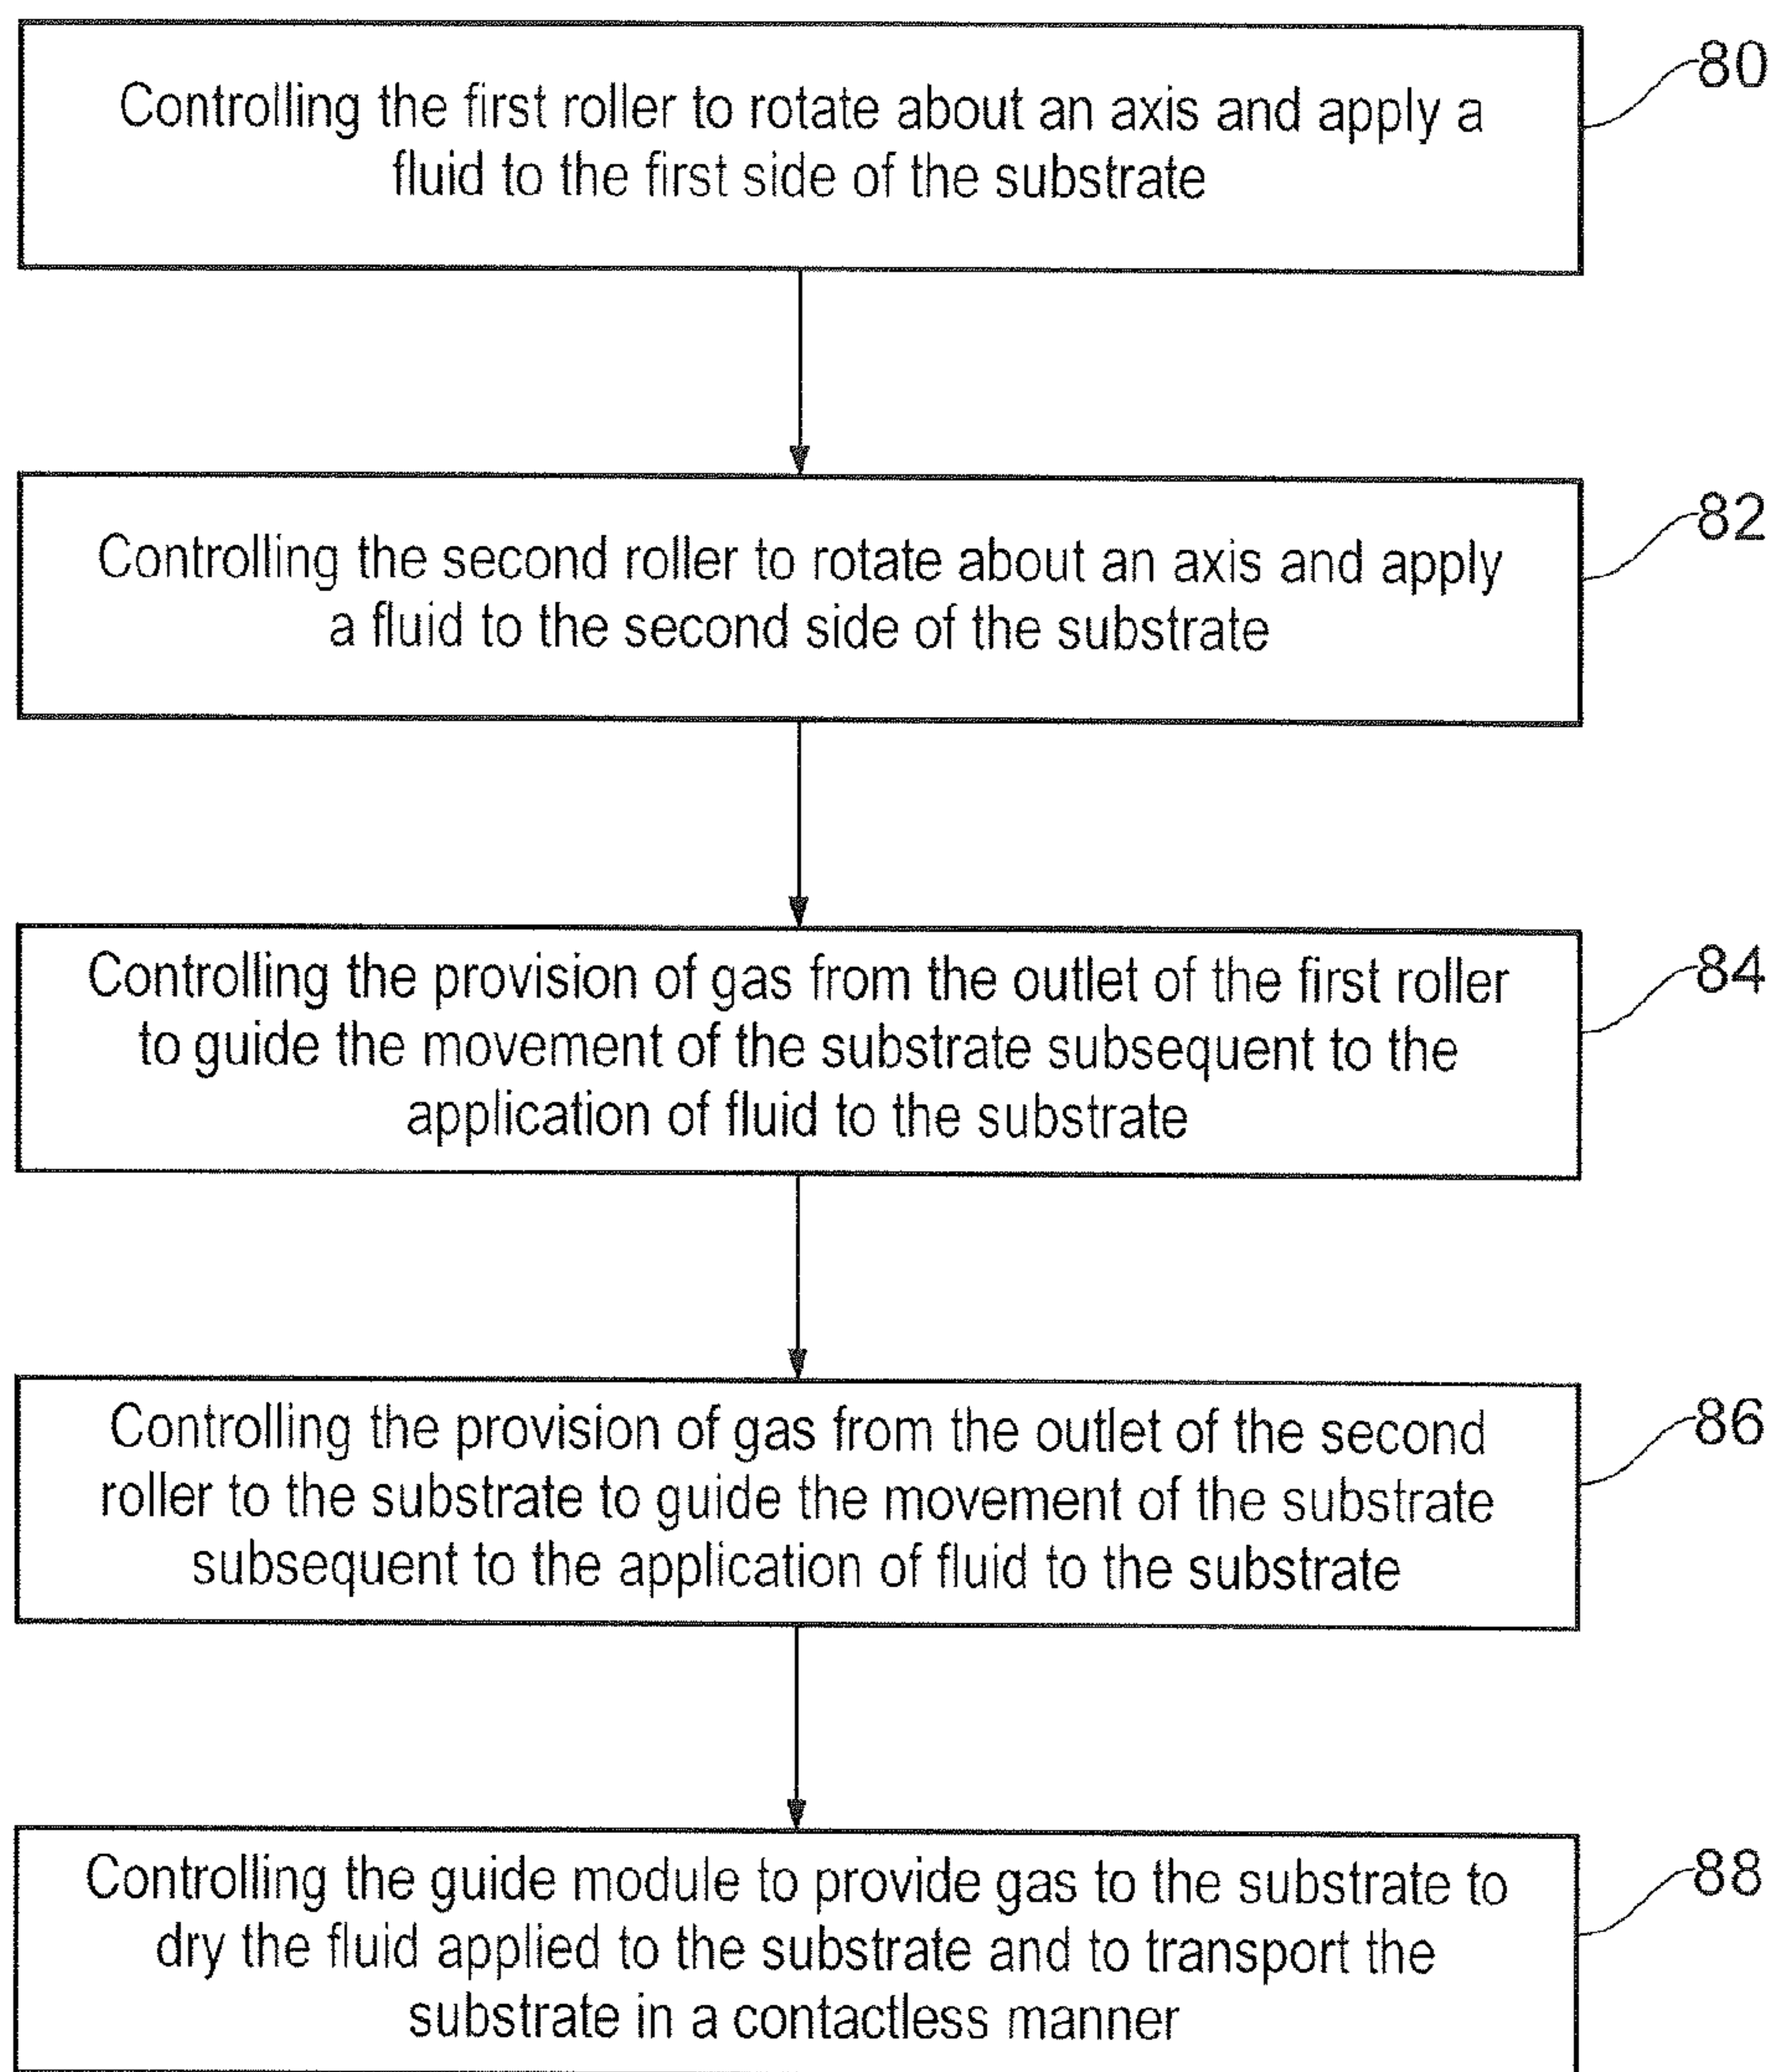 Controlling the first roller to rotate about an axis and apply a
fluid to the first side of the substrate
80
Controlling the second roller to rotate about an axis and apply
a fluid to the second side of the substrate
82
Controlling the provision of gas from the outlet of the first roller
to guide the movement of the substrate subsequent to the
application of fluid to the substrate
84
Controlling the provision of gas from the outlet of the second
roller to the substrate to guide the movement of the substrate
subsequent to the application of fluid to the substrate
86
Controlling the guide module to provide gas to the substrate to
dry the fluid applied to the substrate and to transport the
substrate in a contactless manner
88